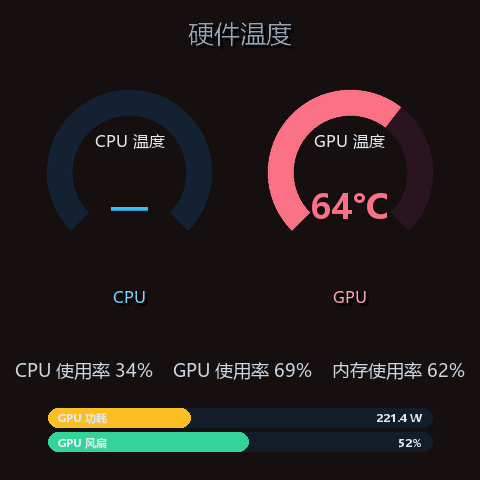 硬件温度
CPU 温度
GPU 温度
—
64°C
CPU
GPU
CPU 使用率 34%
GPU 使用率 69%
内存使用率 62%
GPU 功耗 221.4 W
GPU 风扇 52%